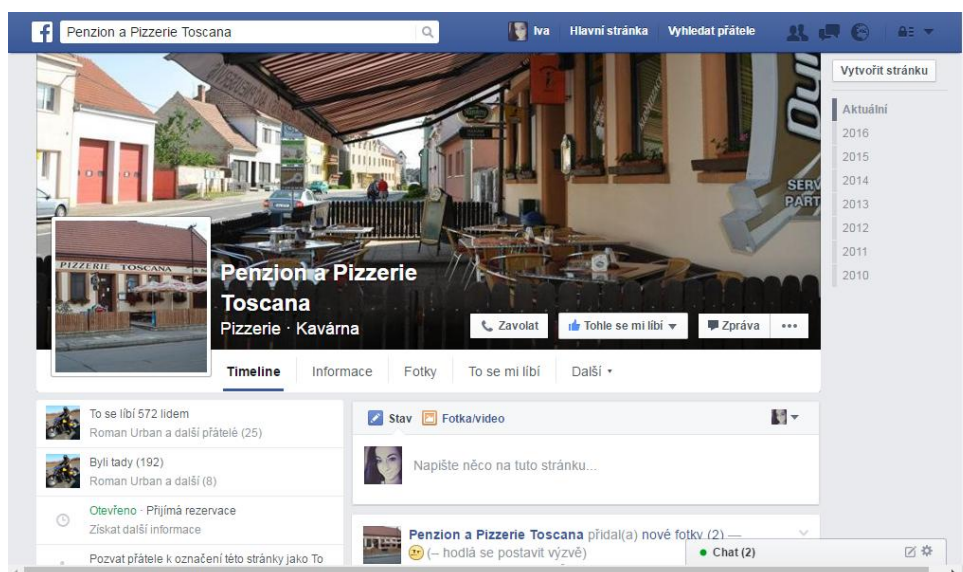 Penzion a Pizzerie Toscana
Iva
Hlavní stránka
Vyhledat přátele
Vytvořit stránku
Aktuální
2016
2015
2014
2013
2012
2011
2010
SERV
PART
PIZZERIE TOSCANA
Penzion a Pizzerie
Toscana
Pizzerie · Kavárna
Zavolat
Tohle se mi líbí
Zpráva
Timeline
Informace
Fotky
To se mi líbí
Další
To se líbí 572 lidem
Roman Urban a další přátelé (25)
Byli tady (192)
Roman Urban a další (8)
Otevřeno · Přijímá rezervace
Získat další informace
Pozvat přátele k označení této stránky jako To
Stav
Fotka/video
Napište něco na tuto stránku...
Penzion a Pizzerie Toscana přidal(a) nové fotky (2) —
(– hodlá se postavit výzvě)
Chat (2)